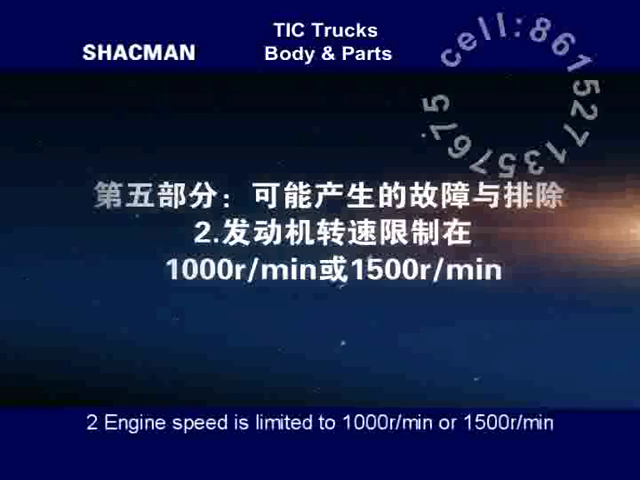 SHACMAN
TIC Trucks
Body & Parts
cell:8615271357675
第五部分：可能产生的故障与排除
2.发动机转速限制在
1000r/min或1500r/min
2 Engine speed is limited to 1000r/min or 1500r/min